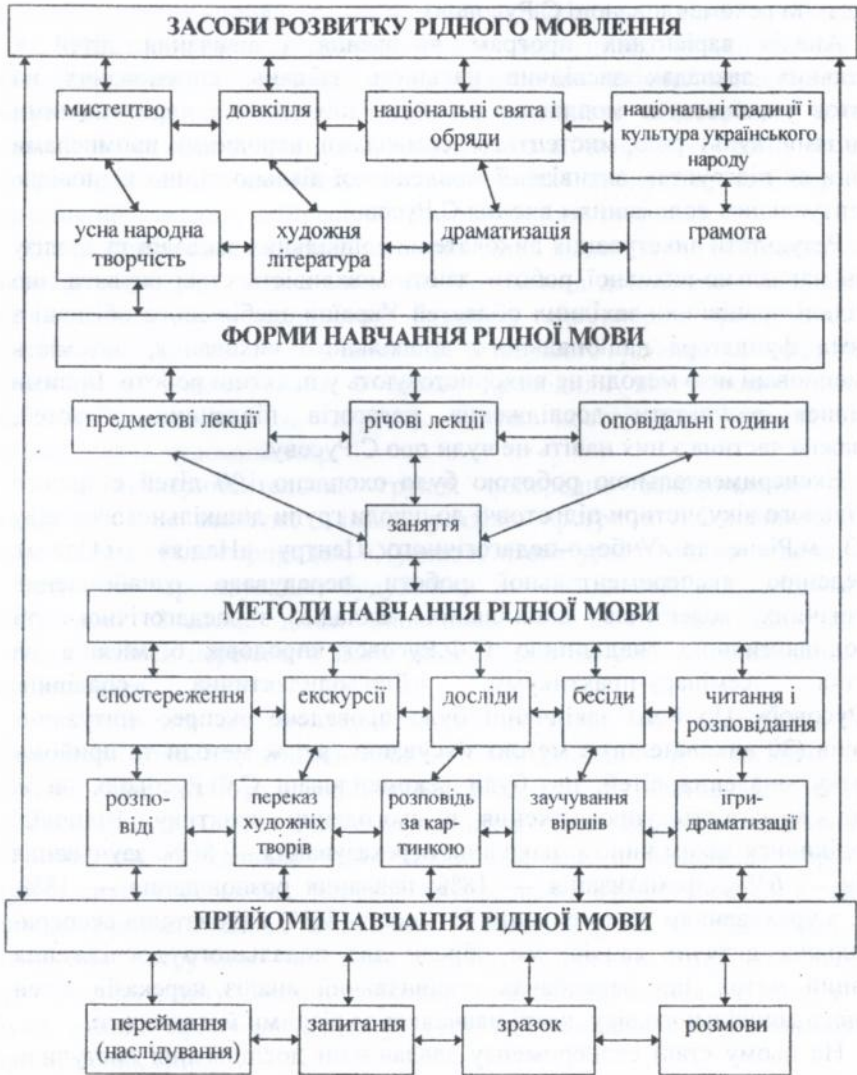 ЗАСОБИ РОЗВИТКУ РІДНОГО МОВЛЕННЯ
мистецтво
довкілля
національні свята і
обряди
національні традиції і
культура українського
народу
усна народна
творчість
художня
література
драматизація
грамота
ФОРМИ НАВЧАННЯ РІДНОЇ МОВИ
предметові лекції
річові лекції
оповідальні години
заняття
МЕТОДИ НАВЧАННЯ РІДНОЇ МОВИ
спостереження
екскурсії
досліди
бесіди
читання і
розповідання
розпо-
віді
переказ
художніх
творів
розповідь
за кар-
тинкою
заучування
віршів
ігри-
драматизації
ПРИЙОМИ НАВЧАННЯ РІДНОЇ МОВИ
переймання
(наслідування)
запитання
зразок
розмови